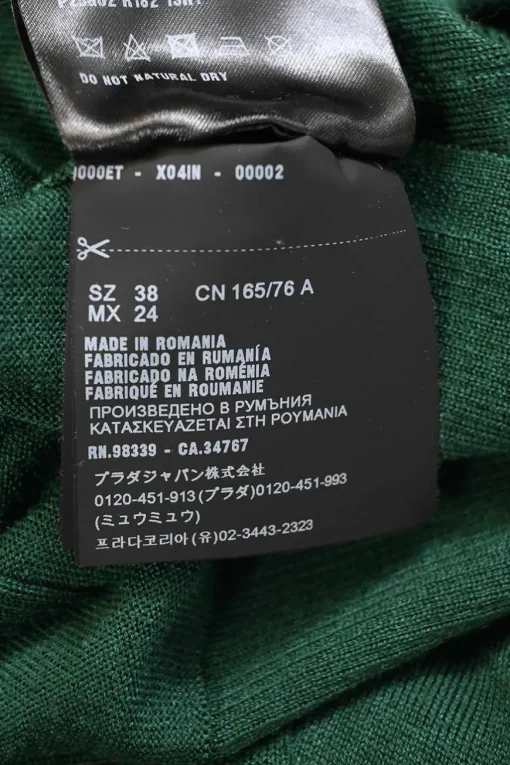 DO NOT NATURAL DRY
000ET - X04IN - 00002
SZ 38 CN 165/76 A
MX 24
MADE IN ROMANIA
FABRICADO EN RUMANÍA
FABRICADO NA ROMÉNIA
FABRIQUÉ EN ROUMANIE
ПРОИЗВЕДЕНО В РУМЪНИЯ
ΚΑΤΑΣΚΕΥΑΖΕΤΑΙ ΣΤΗ ΡΟΥΜΑΝΙΑ
RN.98339 - CA.34767
プラダジャパン株式会社
0120-451-913(プラダ)0120-451-993
(ミュウミュウ)
프라다코리아(유)02-3443-2323